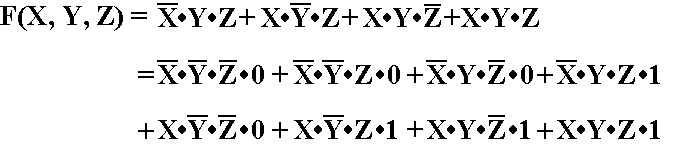 F(X, Y, Z) = X̅•Y•Z+ X•Y̅•Z+ X•Y•Z̅+X•Y•Z
=X̅•Y̅•Z̅•0 + X̅•Y̅•Z•0 + X̅•Y•Z̅•0+X̅•Y•Z•1
+X•Y̅•Z̅•0 + X•Y̅•Z•1 +X•Y•Z̅•1 +X•Y•Z•1